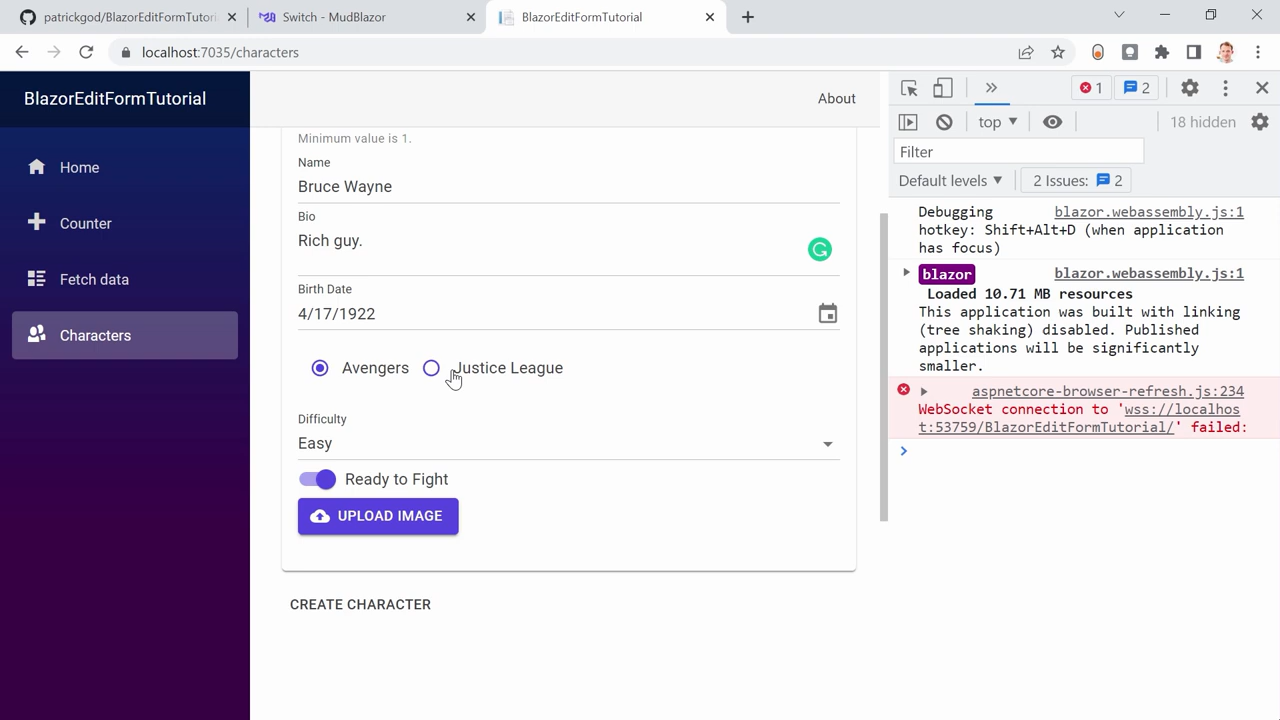 patrickgod/BlazorEditFormTutori
Switch - MudBlazor
BlazorEditFormTutorial
localhost:7035/characters
BlazorEditFormTutorial
Home
Counter
Fetch data
Characters
About
Minimum value is 1.
Name
Bruce Wayne
Bio
Rich guy.
Birth Date
4/17/1922
Avengers
Justice League
Difficulty
Easy
Ready to Fight
UPLOAD IMAGE
CREATE CHARACTER
1
2
top
18 hidden
Filter
Default levels
2 Issues: 2
Debugging blazor.webassembly.js:1
hotkey: Shift+Alt+D (when application
has focus)
blazor blazor.webassembly.js:1
Loaded 10.71 MB resources
This application was built with linking
(tree shaking) disabled. Published
applications will be significantly
smaller.
aspnetcore-browser-refresh.js:234
WebSocket connection to 'wss://localhos
t:53759/BlazorEditFormTutorial/' failed: